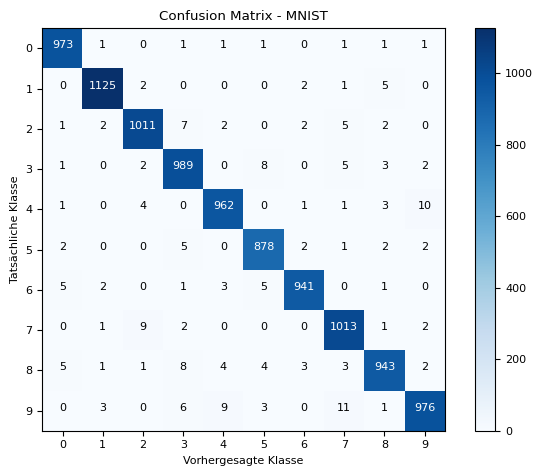 Confusion Matrix - MNIST
0 973 1 0 1 1 1 0 1 1 1
1 0 1125 2 0 0 0 2 1 5 0
2 1 2 1011 7 2 0 2 5 2 0
3 1 0 2 989 0 8 0 5 3 2
4 1 0 4 0 962 0 1 1 3 10
5 2 0 0 5 0 878 2 1 2 2
6 5 2 0 1 3 5 941 0 1 0
7 0 1 9 2 0 0 0 1013 1 2
8 5 1 1 8 4 4 3 3 943 2
9 0 3 0 6 9 3 0 11 1 976
0 1 2 3 4 5 6 7 8 9
Vorhergesagte Klasse
Tatsächliche Klasse
1000
800
600
400
200
0